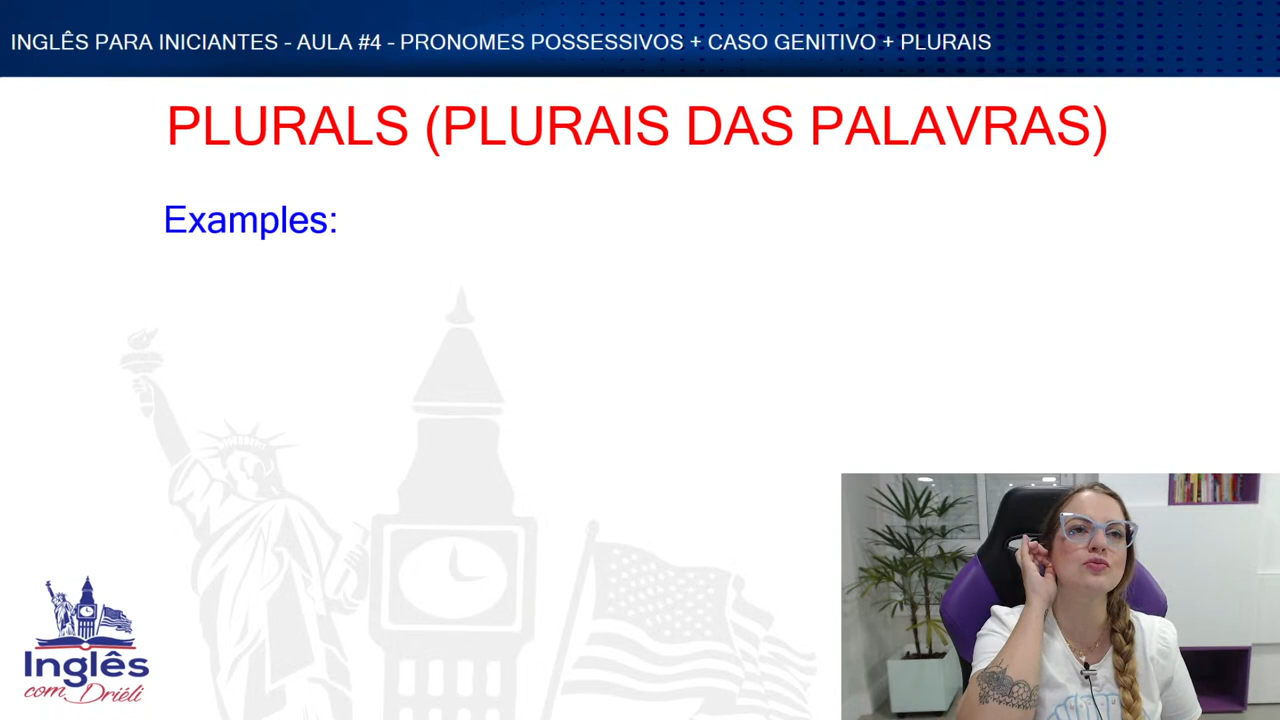 INGLÊS PARA INICIANTES - AULA #4 - PRONOMES POSSESSIVOS + CASO GENITIVO + PLURAIS
PLURALS (PLURAIS DAS PALAVRAS)
Examples:
Inglês
com Driéli